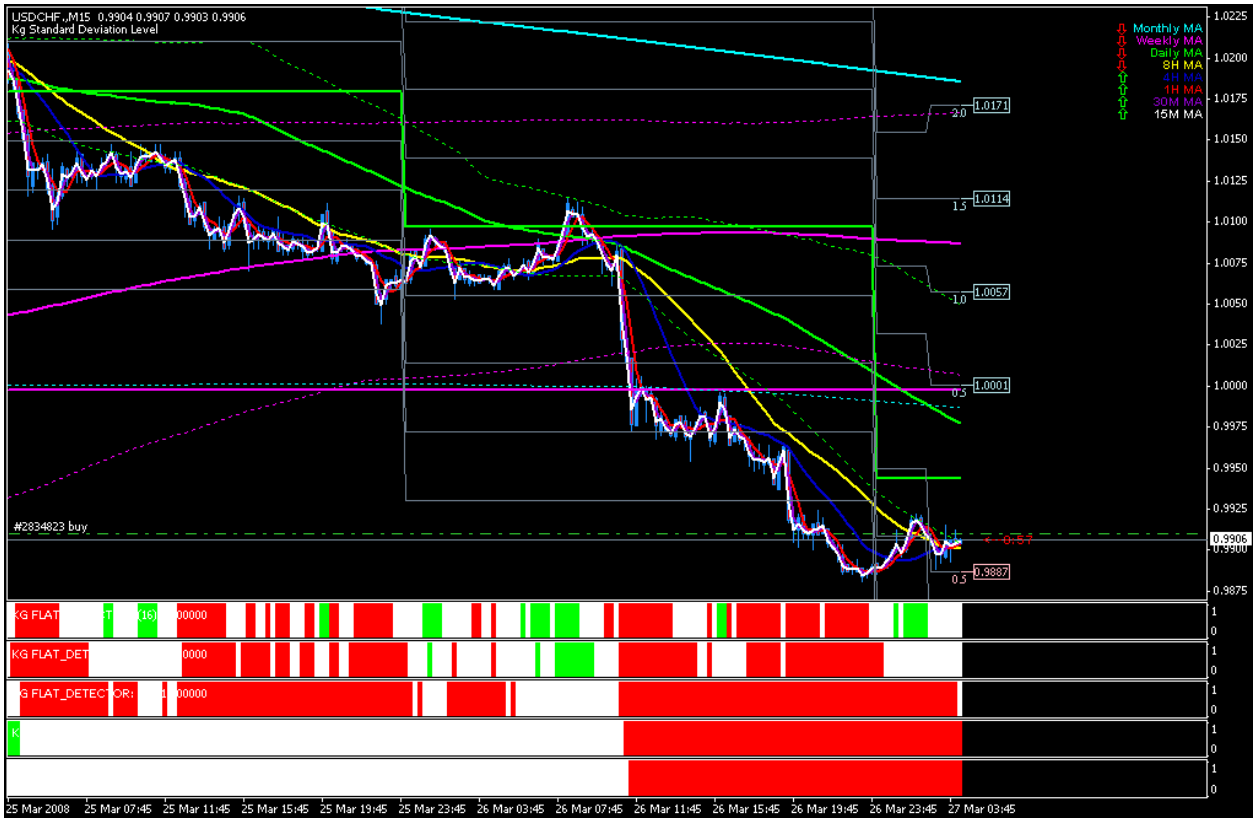 USDCHF.,M15 0.9904 0.9907 0.9903 0.9906
Kg Standard Deviation Level
Monthly MA
Weekly MA
Daily MA
8H MA
4H MA
1H MA
30M MA
15M MA
1.0225
1.0200
1.0175
1.0150
1.0125
1.0100
1.0075
1.0050
1.0025
1.0000
0.9975
0.9950
0.9925
0.9906
0.9900
0.9875
2.0 1.0171
1.5 1.0114
1.0 1.0057
0.5 1.0001
0.57
0.5 0.9887
#2834823 buy
KG FLAT (16) 00000
1
0
KG FLAT_DET 0000
1
0
G FLAT_DETECTOR: 1 00000
1
0
K
1
0
1
0
25 Mar 2008 25 Mar 07:45 25 Mar 11:45 25 Mar 15:45 25 Mar 19:45 25 Mar 23:45 26 Mar 03:45 26 Mar 07:45 26 Mar 11:45 26 Mar 15:45 26 Mar 19:45 26 Mar 23:45 27 Mar 03:45